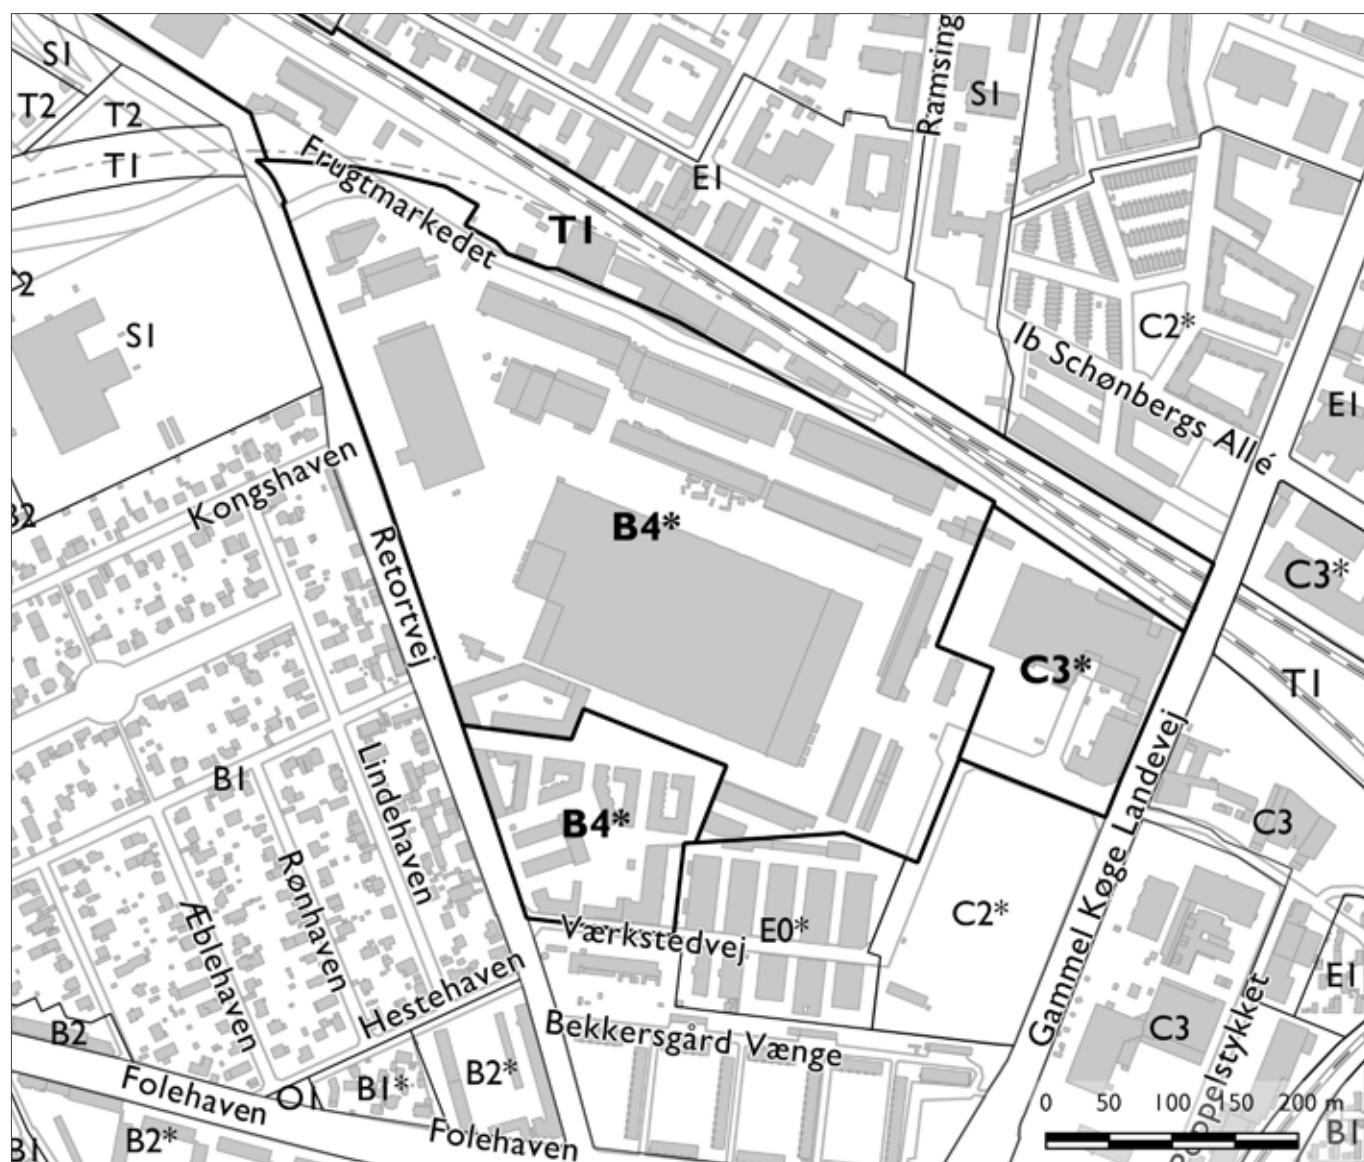 S1
T2
T2
T1
Frugtmarkedet
T1
E1
Ramsing
S1
C2*
Ib Schønbergs Allé
E1
2
S1
Kongshaven
B2
Retortvej
B4*
C3*
C3*
T1
B1
Lindehaven
Rønhaven
Æblehaven
Hestehaven
B4*
Værkstedvej
E0*
C2*
Gammel Køge Landevej
C3
E1
C3
Bekkersgård Vænge
B2
Folehaven
O1
B1*
B2*
Folehaven
B1
B2*
Poppelstykket
0 50 100 150 200 m
B1